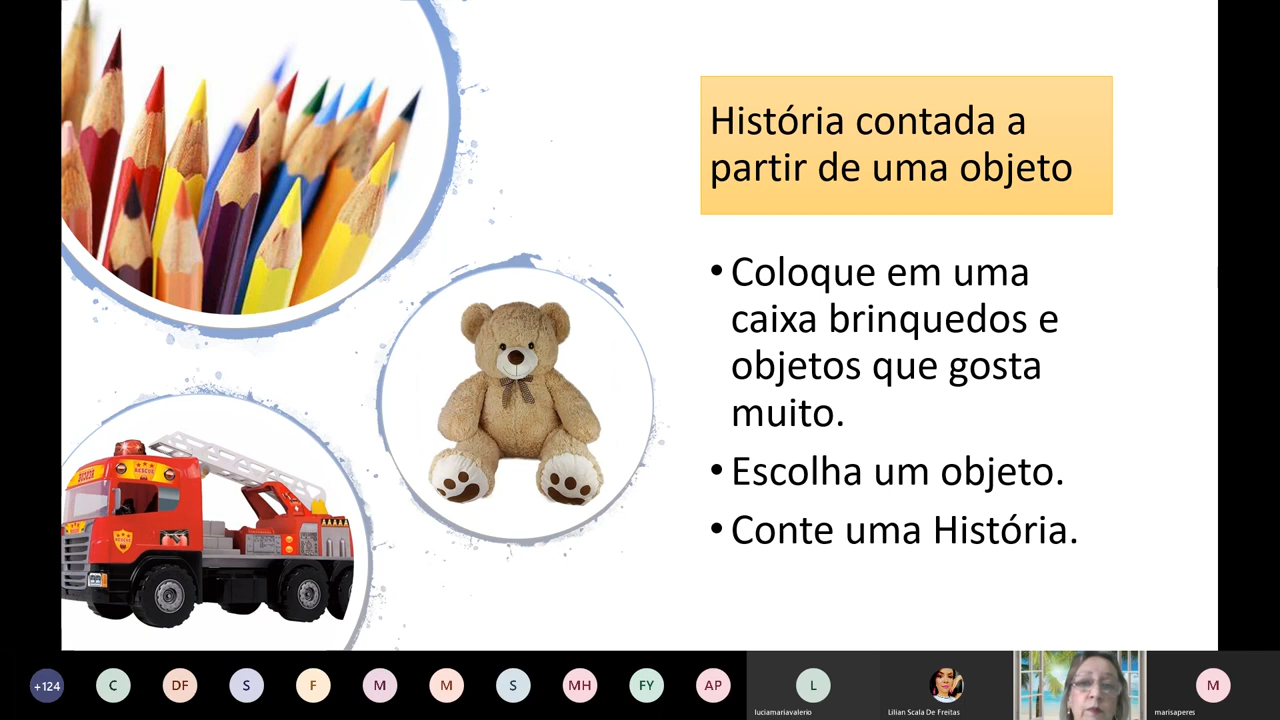 História contada a
partir de uma objeto
• Coloque em uma
caixa brinquedos e
objetos que gosta
muito.
• Escolha um objeto.
• Conte uma História.
RESCUE
+124
C
DF
S
F
M
M
S
MH
FY
AP
L
luciamariavalerio
Lilian Scala De Freitas
M
marisaperes